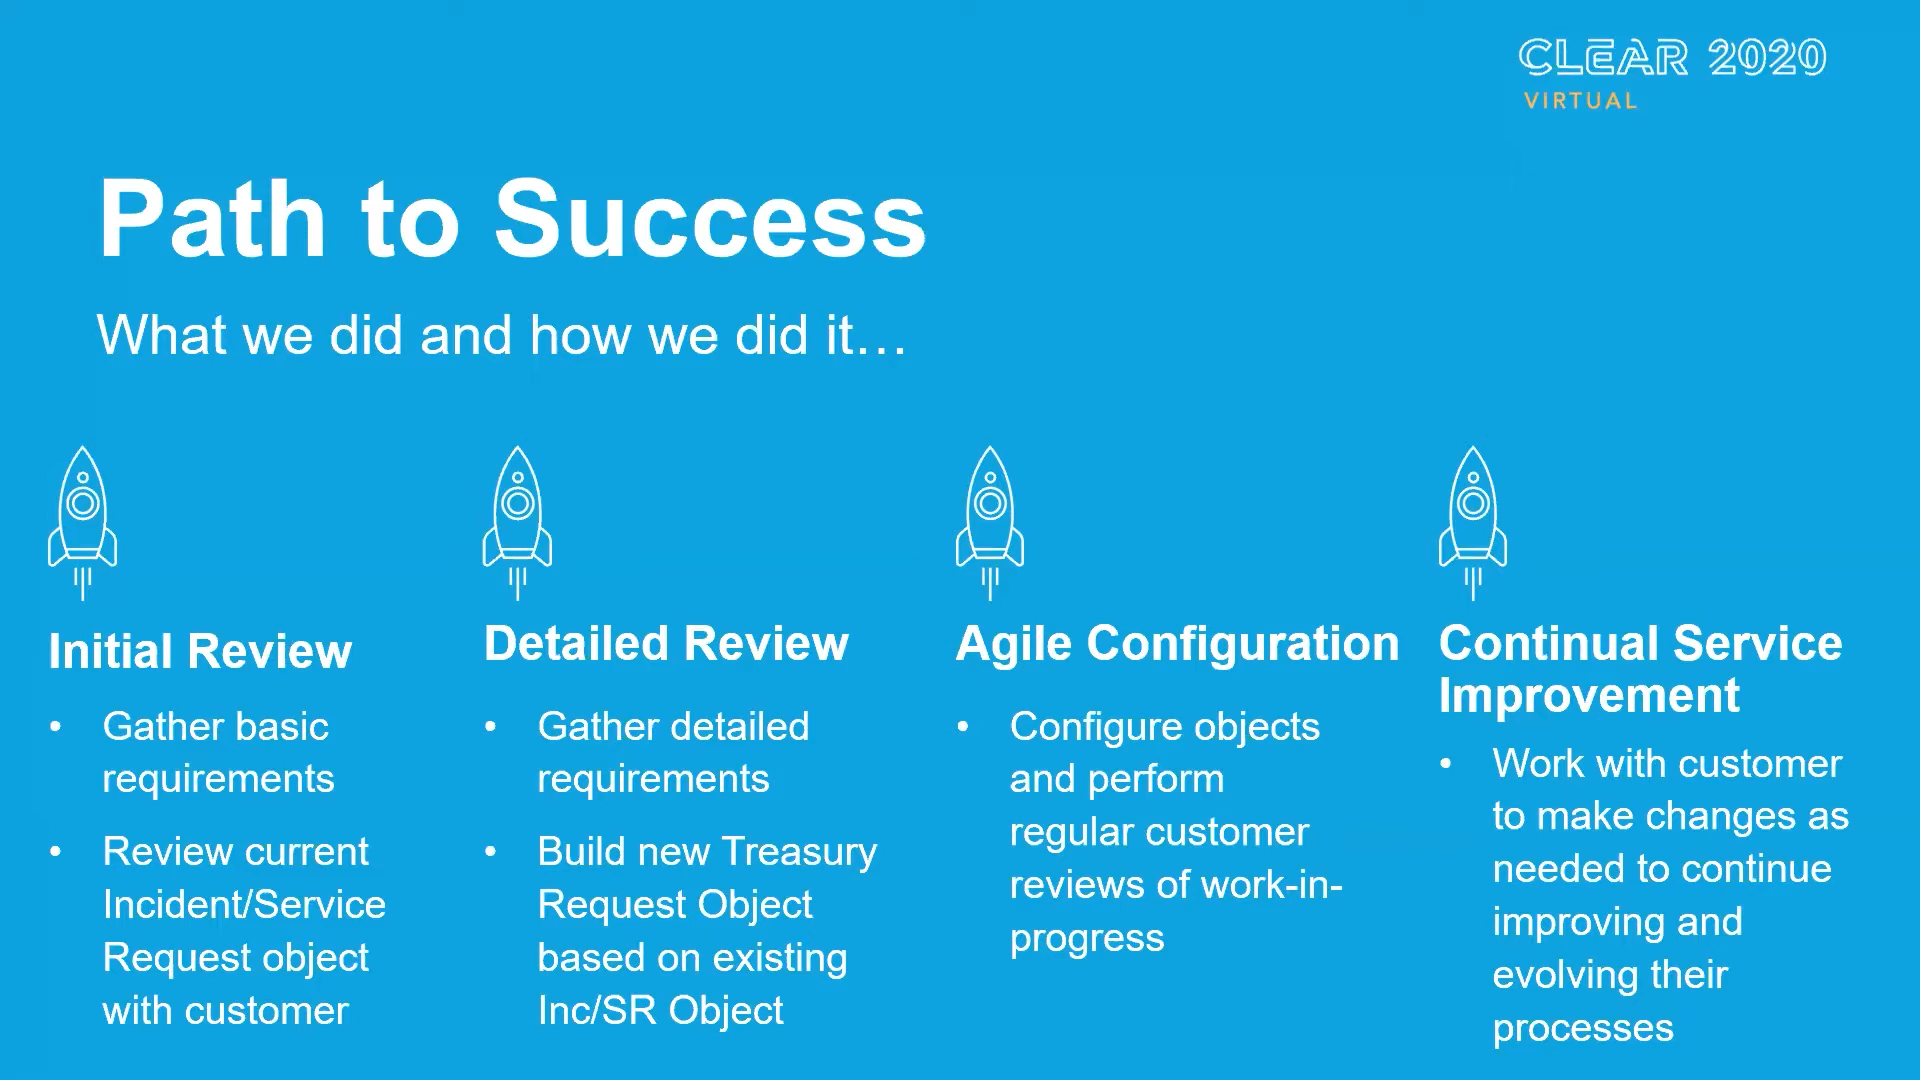 CLEAR 2020
VIRTUAL
Path to Success
What we did and how we did it…
Initial Review
• Gather basic
requirements
• Review current
Incident/Service
Request object
with customer
Detailed Review
• Gather detailed
requirements
• Build new Treasury
Request Object
based on existing
Inc/SR Object
Agile Configuration
• Configure objects
and perform
regular customer
reviews of work-in-
progress
Continual Service
Improvement
• Work with customer
to make changes as
needed to continue
improving and
evolving their
processes